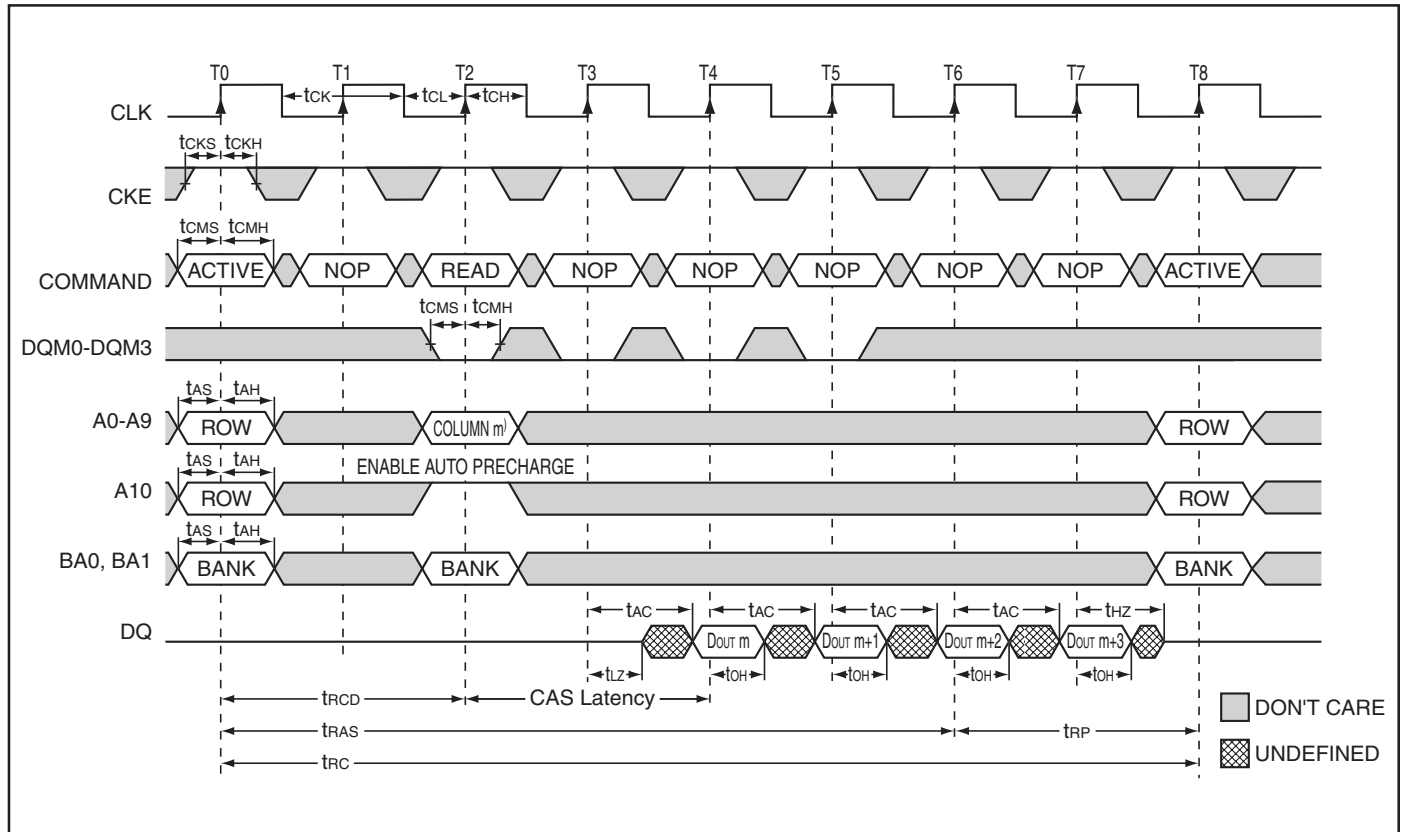 T0 T1 T2 T3 T4 T5 T6 T7 T8
tCK tCL tCH
CLK
tCKS tCKH
CKE
tCMS tCMH
COMMAND ACTIVE NOP READ NOP NOP NOP NOP NOP ACTIVE
tCMS tCMH
DQM0-DQM3
tAS tAH
A0-A9 ROW COLUMN m) ROW
tAS tAH ENABLE AUTO PRECHARGE
A10 ROW ROW
tAS tAH
BA0, BA1 BANK BANK BANK
tAC tAC tAC tAC tHZ
DQ DOUT m DOUT m+1 DOUT m+2 DOUT m+3
tLZ tOH tOH tOH tOH
tRCD CAS Latency
DON'T CARE
tRAS tRP
UNDEFINED
tRC